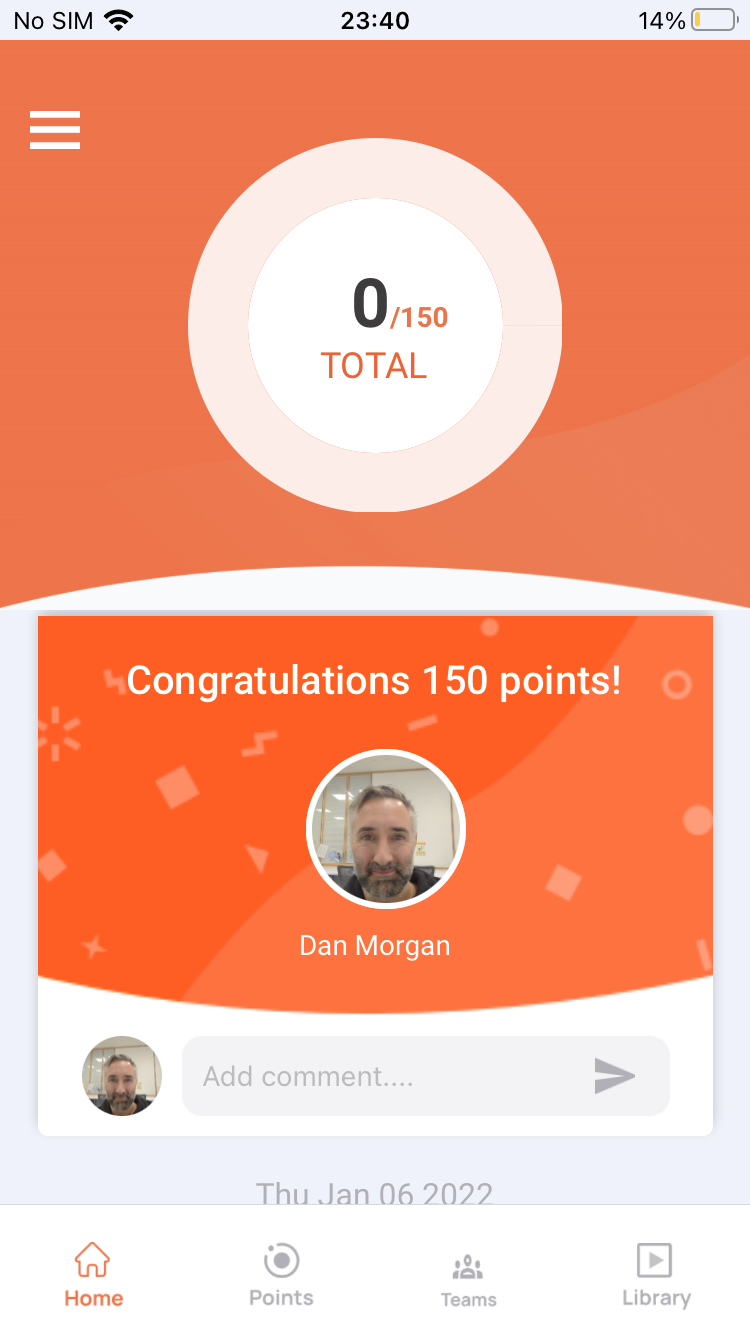 No SIM 23:40 14%
0/150
TOTAL
Congratulations 150 points!
Dan Morgan
Add comment....
Thu Jan 06 2022
Home Points Teams Library